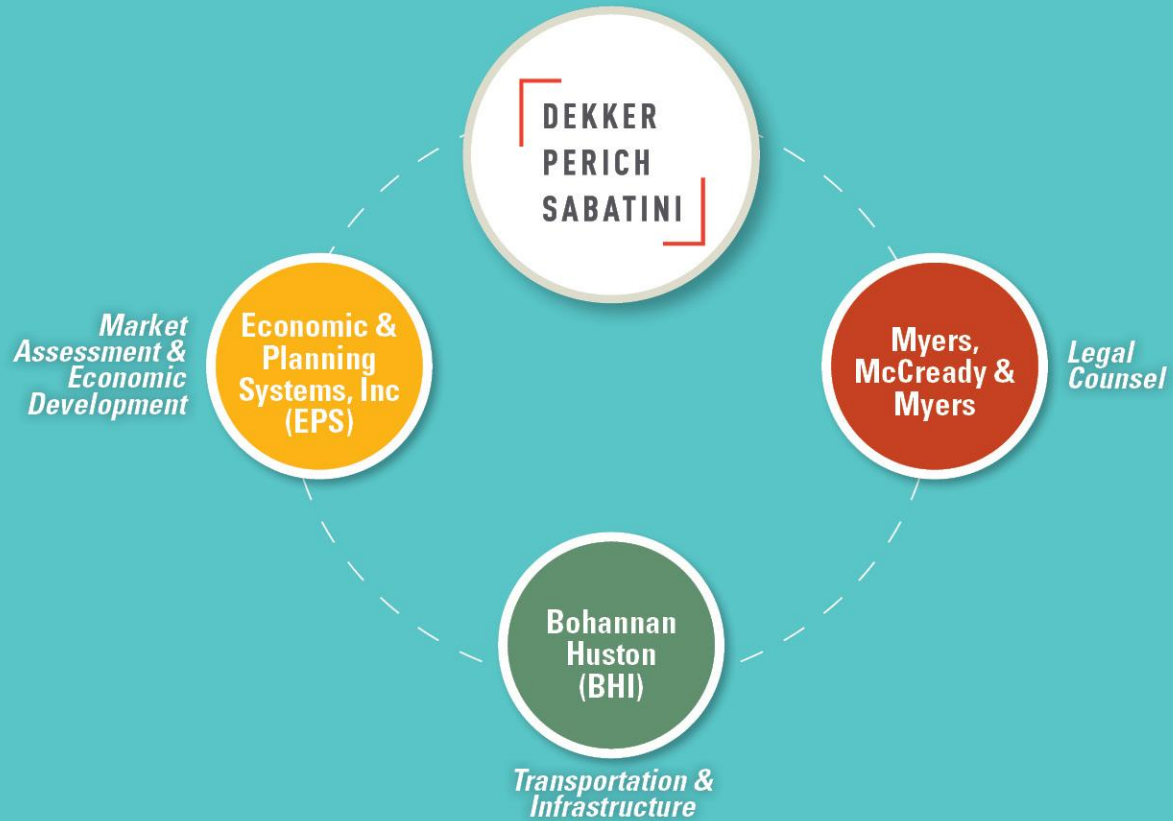 DEKKER
PERICH
SABATINI
Market
Assessment &
Economic
Development
Economic &
Planning
Systems, Inc
(EPS)
Myers,
McCready &
Myers
Legal
Counsel
Bohannan
Huston
(BHI)
Transportation &
Infrastructure